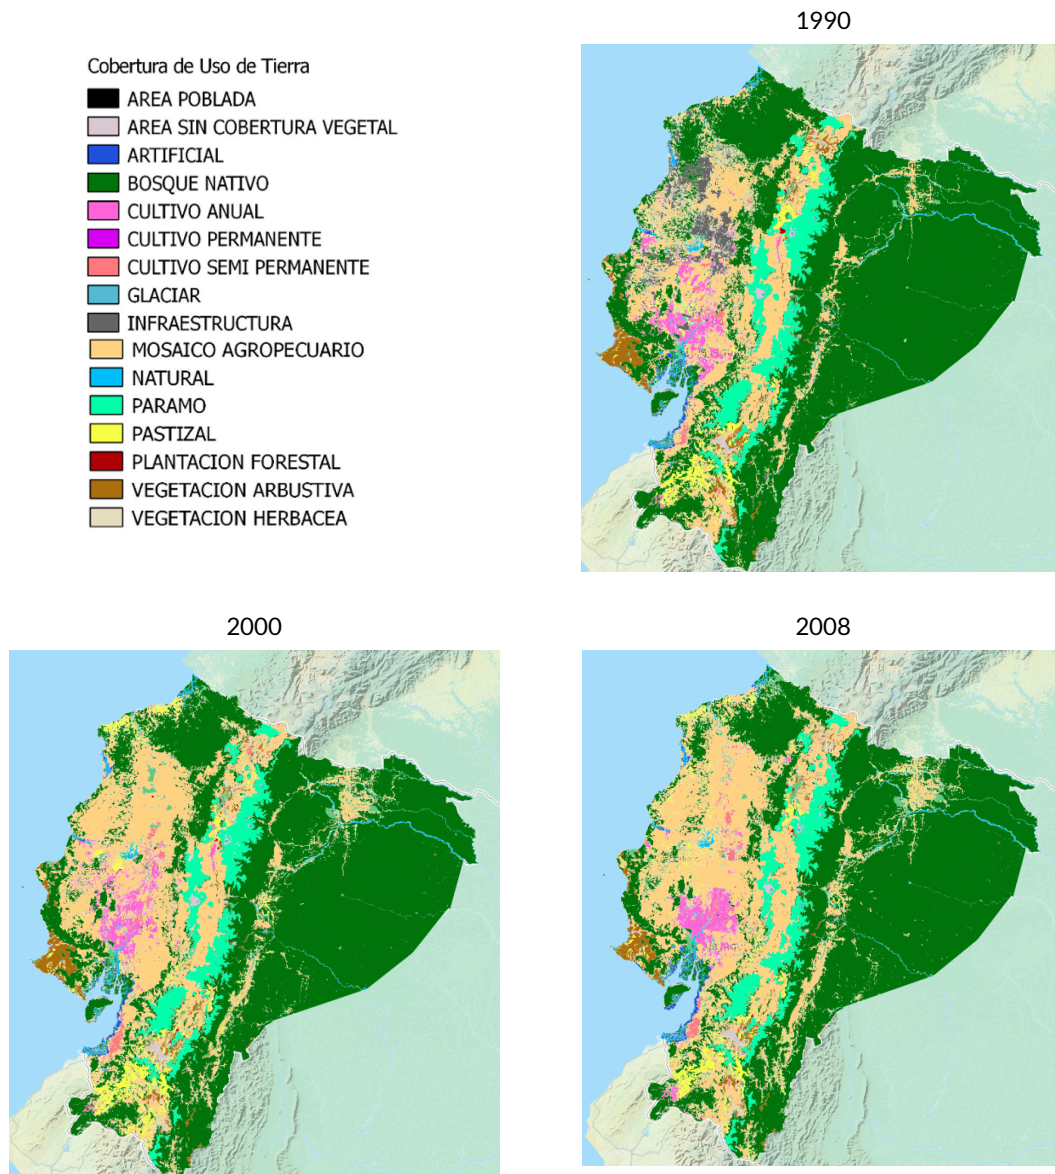 1990
Cobertura de Uso de Tierra
AREA POBLADA
AREA SIN COBERTURA VEGETAL
ARTIFICIAL
BOSQUE NATIVO
CULTIVO ANUAL
CULTIVO PERMANENTE
CULTIVO SEMI PERMANENTE
GLACIAR
INFRAESTRUCTURA
MOSAICO AGROPECUARIO
NATURAL
PARAMO
PASTIZAL
PLANTACION FORESTAL
VEGETACION ARBUSTIVA
VEGETACION HERBACEA
2000
2008